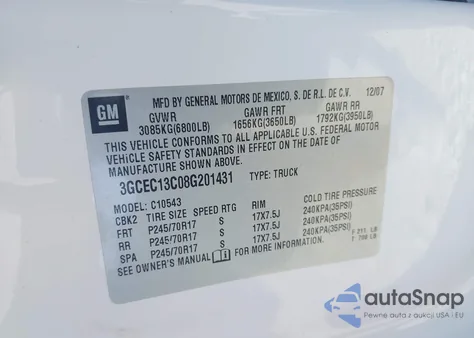 GM
MFD BY GENERAL MOTORS DE MEXICO, S. DE R.L. DE C.V. 12/07
GVWR GAWR FRT GAWR RR
3085KG(6800LB) 1656KG(3650LB) 1792KG(3950LB)
THIS VEHICLE CONFORMS TO ALL APPLICABLE U.S. FEDERAL MOTOR
VEHICLE SAFETY STANDARDS IN EFFECT ON THE DATE OF
MANUFACTURE SHOWN ABOVE.
3GCEC13C08G201431 TYPE: TRUCK
MODEL: C10543
CBK2 TIRE SIZE SPEED RTG RIM COLD TIRE PRESSURE
FRT P245/70R17 S 17X7.5J 240KPA(35PSI)
RR P245/70R17 S 17X7.5J 240KPA(35PSI)
SPA P245/70R17 S 17X7.5J 240KPA(35PSI)
SEE OWNER'S MANUAL FOR MORE INFORMATION.
F 211 LB
T 706 LB
autoSnap
Pewne auta z aukcji USA i EU